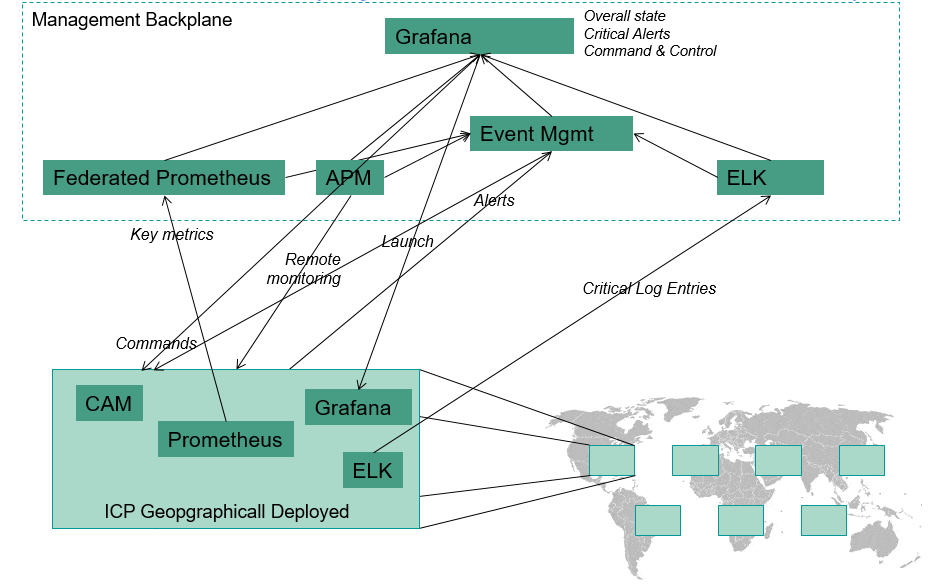 Management Backplane
Grafana
Overall state
Critical Alerts
Command & Control
Event Mgmt
Federated Prometheus
APM
ELK
Alerts
Key metrics
Launch
Remote
monitoring
Critical Log Entries
Commands
CAM
Grafana
Prometheus
ELK
ICP Geopgraphicall Deployed